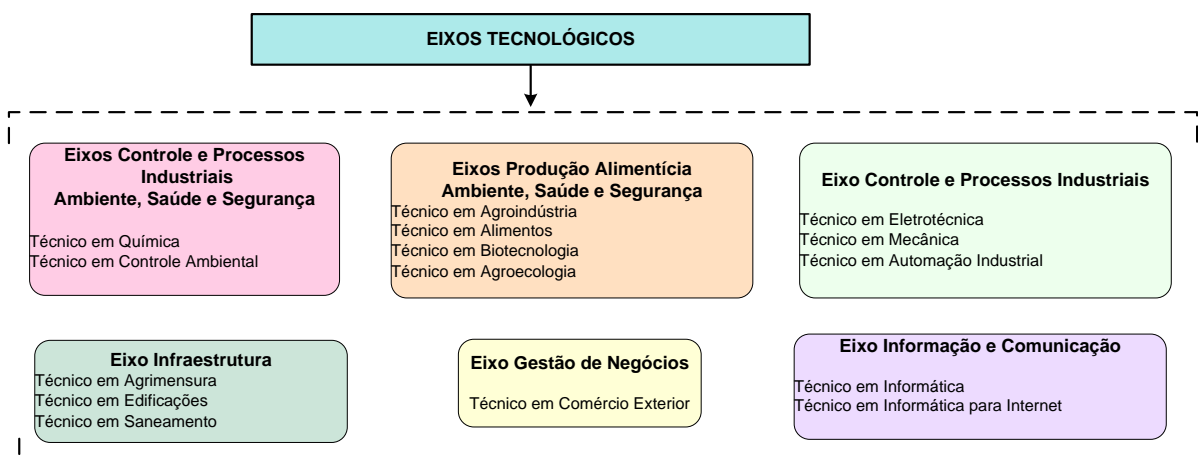 EIXOS TECNOLÓGICOS
Eixos Controle e Processos
Industriais
Ambiente, Saúde e Segurança
Técnico em Química
Técnico em Controle Ambiental
Eixos Produção Alimentícia
Ambiente, Saúde e Segurança
Técnico em Agroindústria
Técnico em Alimentos
Técnico em Biotecnologia
Técnico em Agroecologia
Eixo Controle e Processos Industriais
Técnico em Eletrotécnica
Técnico em Mecânica
Técnico em Automação Industrial
Eixo Infraestrutura
Técnico em Agrimensura
Técnico em Edificações
Técnico em Saneamento
Eixo Gestão de Negócios
Técnico em Comércio Exterior
Eixo Informação e Comunicação
Técnico em Informática
Técnico em Informática para Internet